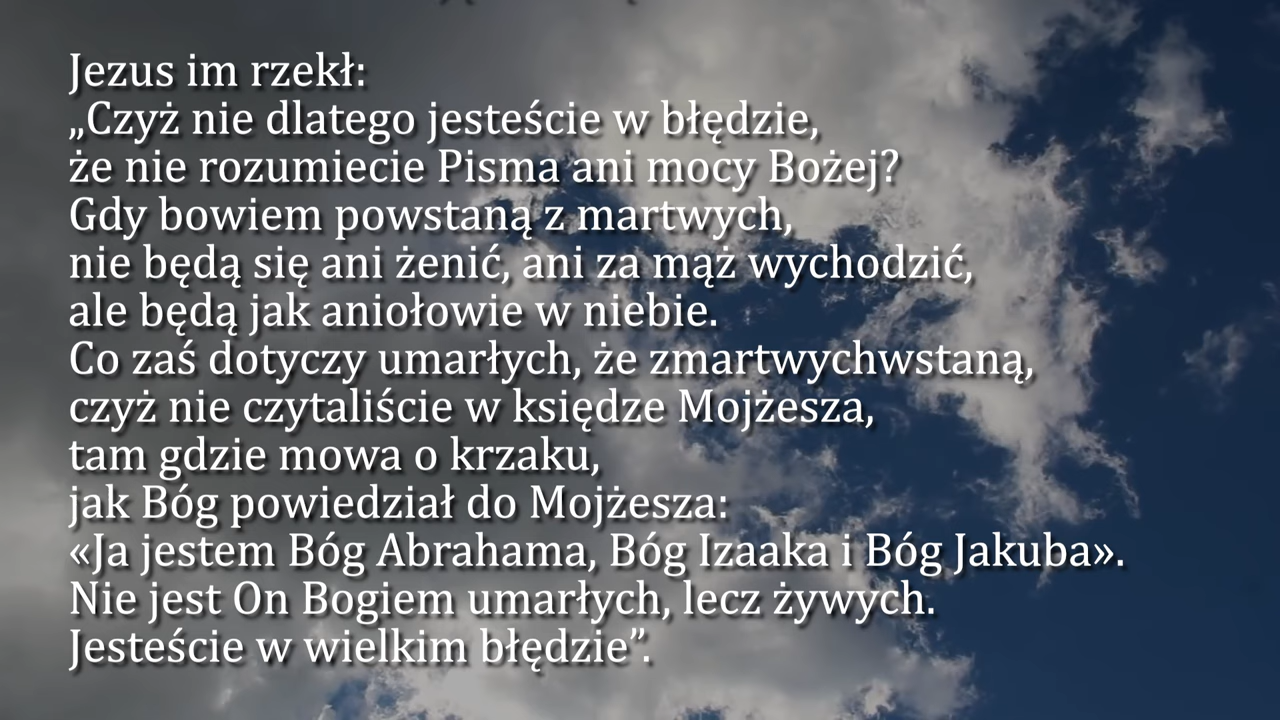 Jezus im rzekł:
„Czyż nie dlatego jesteście w błędzie,
że nie rozumiecie Pisma ani mocy Bożej?
Gdy bowiem powstaną z martwych,
nie będą się ani żenić, ani za mąż wychodzić,
ale będą jak aniołowie w niebie.
Co zaś dotyczy umarłych, że zmartwychwstaną,
czyż nie czytaliście w księdze Mojżesza,
tam gdzie mowa o krzaku,
jak Bóg powiedział do Mojżesza:
«Ja jestem Bóg Abrahama, Bóg Izaaka i Bóg Jakuba».
Nie jest On Bogiem umarłych, lecz żywych.
Jesteście w wielkim błędzie”.